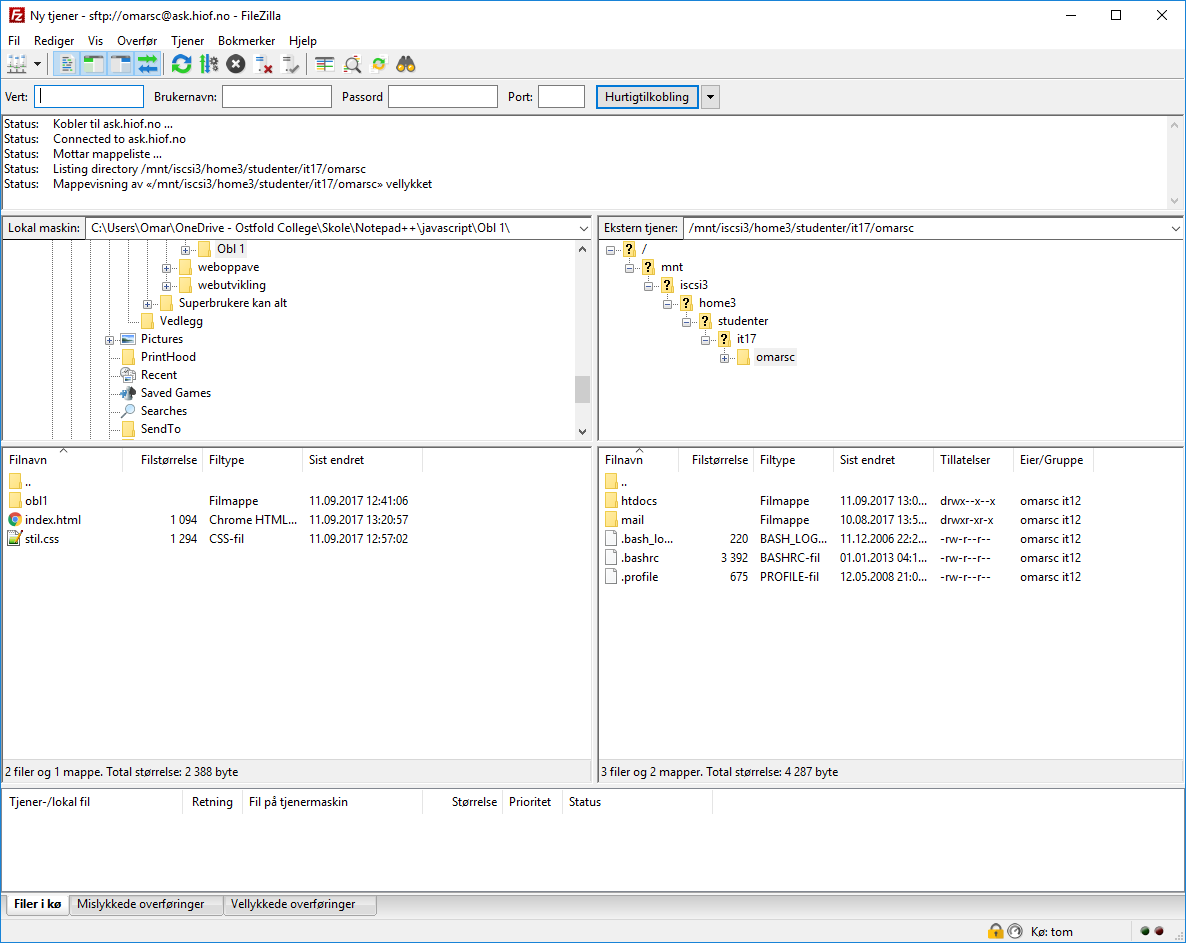 Ny tjener - sftp://omarsc@ask.hiof.no - FileZilla
Fil Rediger Vis Overfør Tjener Bokmerker Hjelp
Vert: Brukernavn: Passord Port: Hurtigtilkobling
Status: Kobler til ask.hiof.no ...
Status: Connected to ask.hiof.no
Status: Mottar mappeliste ...
Status: Listing directory /mnt/iscsi3/home3/studenter/it17/omarsc
Status: Mappevisning av «/mnt/iscsi3/home3/studenter/it17/omarsc» vellykket
Lokal maskin: C:\Users\Omar\OneDrive - Ostfold College\Skole\Notepad++\javascript\Obl 1\
Obl 1
weboppave
webutvikling
Superbrukere kan alt
Vedlegg
Pictures
PrintHood
Recent
Saved Games
Searches
SendTo
Ekstern tjener: /mnt/iscsi3/home3/studenter/it17/omarsc
/
mnt
iscsi3
home3
studenter
it17
omarsc
Filnavn Filstørrelse Filtype Sist endret
..
obl1 Filmappe 11.09.2017 12:41:06
index.html 1 094 Chrome HTML... 11.09.2017 13:20:57
stil.css 1 294 CSS-fil 11.09.2017 12:57:02
2 filer og 1 mappe. Total størrelse: 2 388 byte
Filnavn Filstørrelse Filtype Sist endret Tillatelser Eier/Gruppe
..
htdocs Filmappe 11.09.2017 13:0... drwx--x--x omarsc it12
mail Filmappe 10.08.2017 13:5... drwxr-xr-x omarsc it12
.bash_lo... 220 BASH_LOG... 11.12.2006 22:2... -rw-r--r-- omarsc it12
.bashrc 3 392 BASHRC-fil 01.01.2013 04:1... -rw-r--r-- omarsc it12
.profile 675 PROFILE-fil 12.05.2008 21:0... -rw-r--r-- omarsc it12
3 filer og 2 mapper. Total størrelse: 4 287 byte
Tjener-/lokal fil Retning Fil på tjenermaskin Størrelse Prioritet Status
Filer i kø Mislykkede overføringer Vellykkede overføringer
Kø: tom